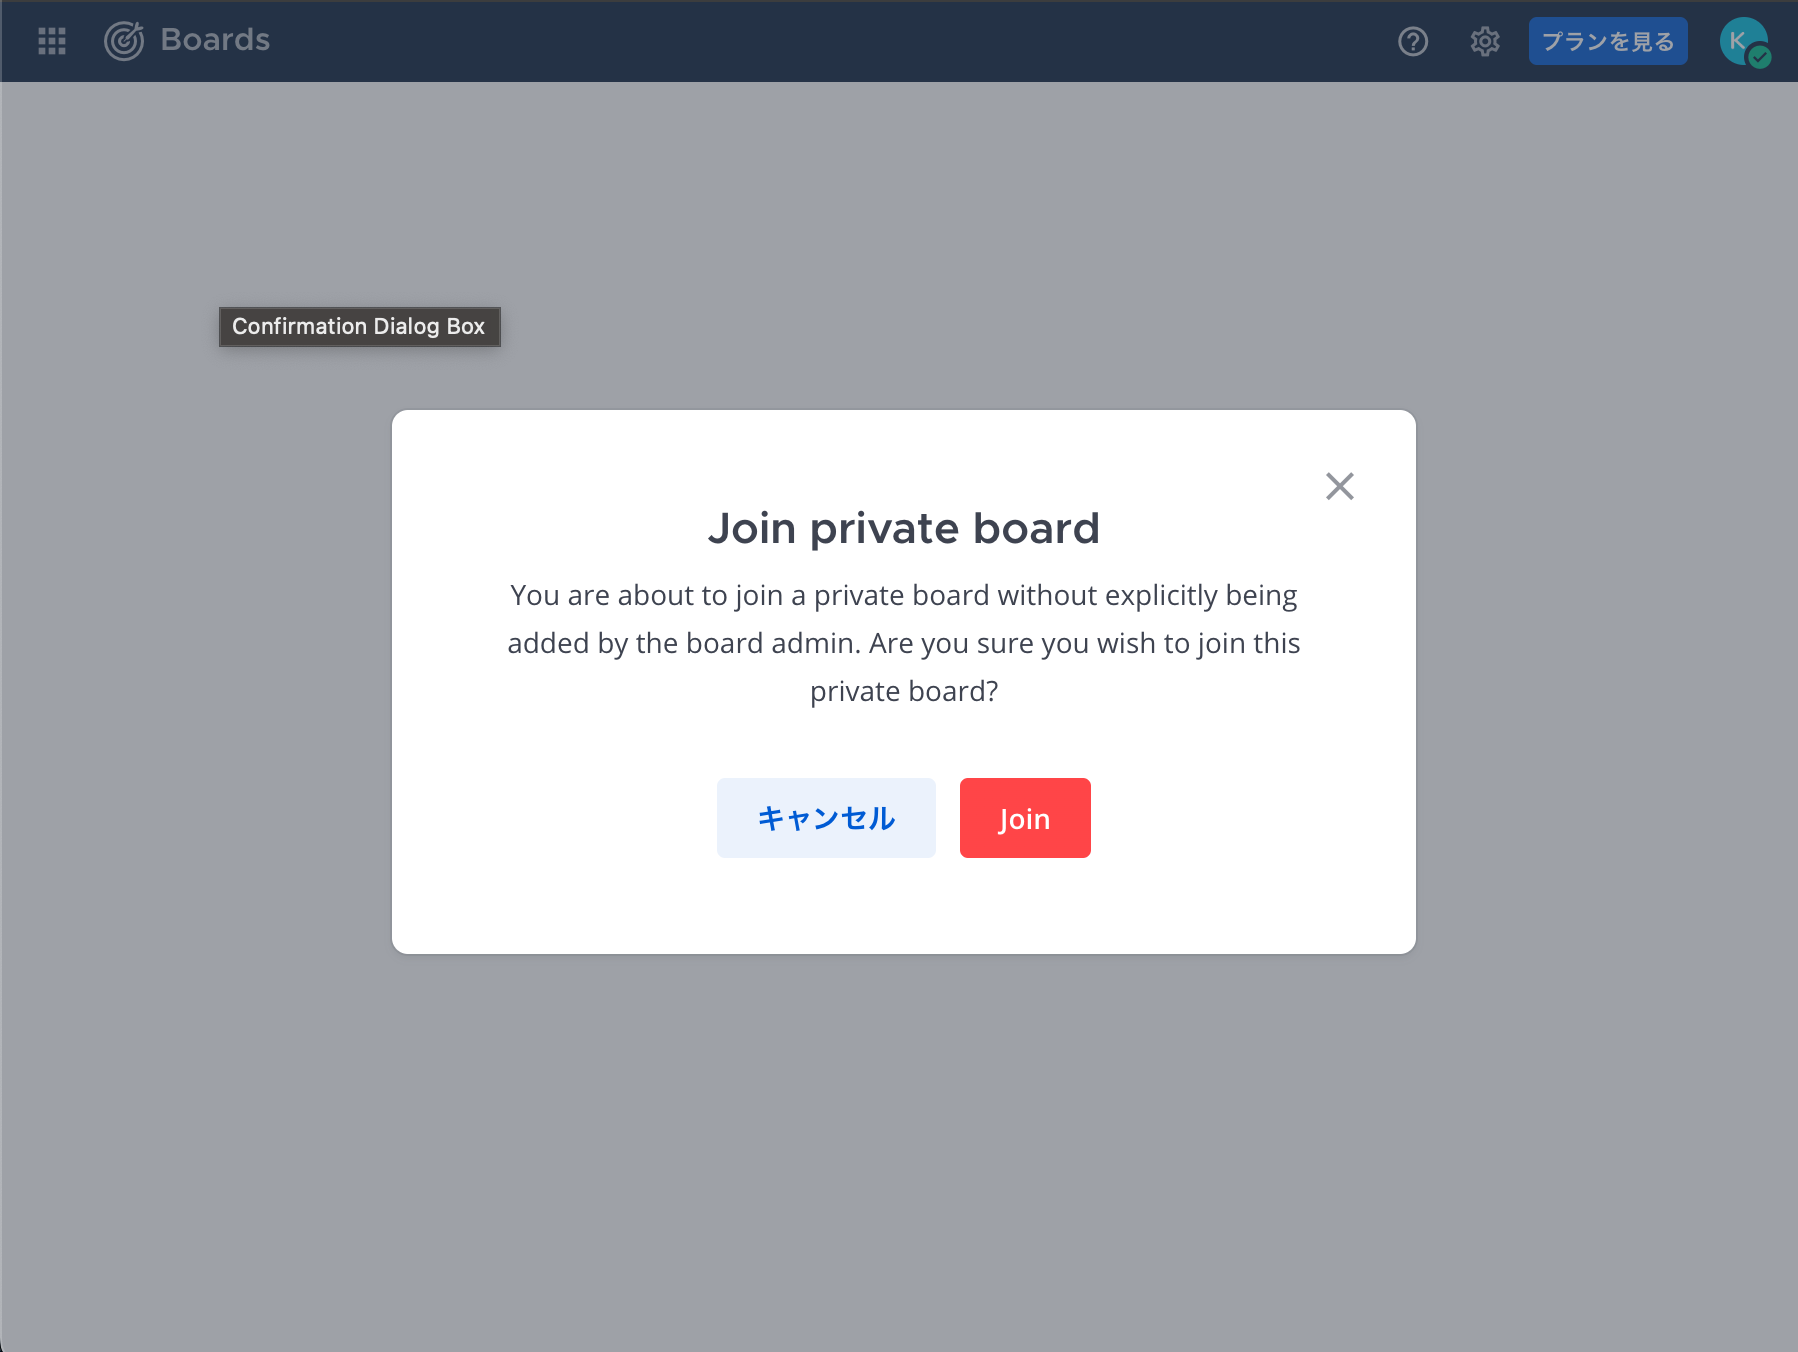 Boards
プランを見る
K
Confirmation Dialog Box
Join private board
You are about to join a private board without explicitly being
added by the board admin. Are you sure you wish to join this
private board?
キャンセル
Join